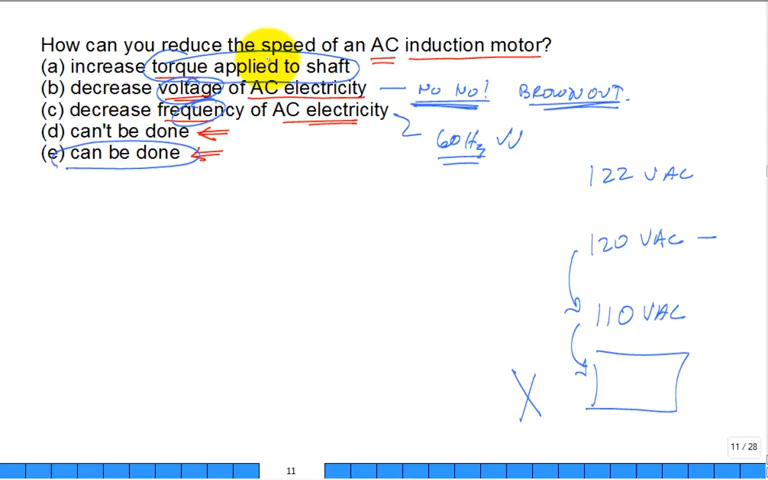 How can you reduce the speed of an AC induction motor?
(a) increase torque applied to shaft
(b) decrease voltage of AC electricity — NO NO! BROWNOUT.
(c) decrease frequency of AC electricity
(d) can't be done
(e) can be done
60Hz
122 VAC
120 VAC —
110 VAC
X
11 / 28
11